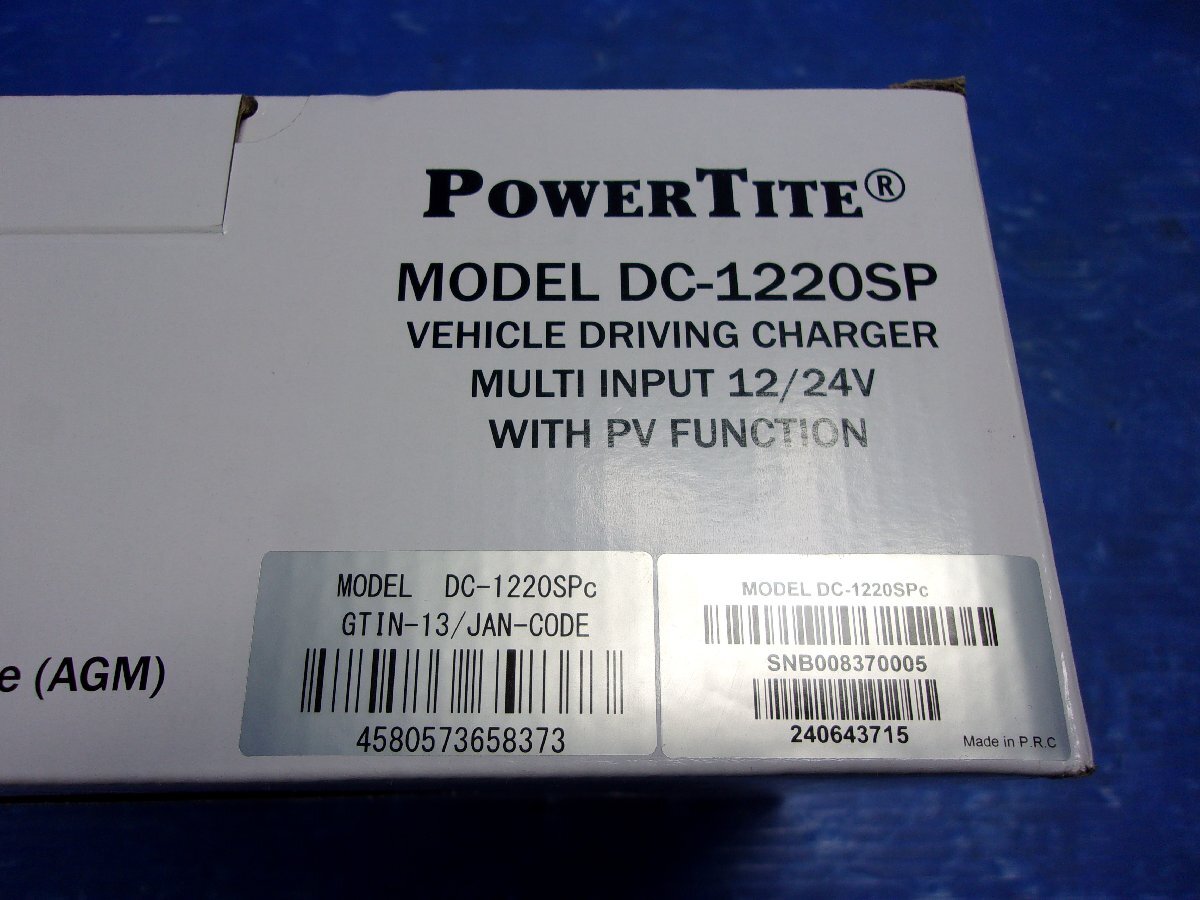 POWERTITE®
MODEL DC-1220SP
VEHICLE DRIVING CHARGER
MULTI INPUT 12/24V
WITH PV FUNCTION
e (AGM)
MODEL DC-1220SPc
GTIN-13/JAN-CODE
4580573658373
MODEL DC-1220SPc
SNB008370005
240643715
Made in P.R.C